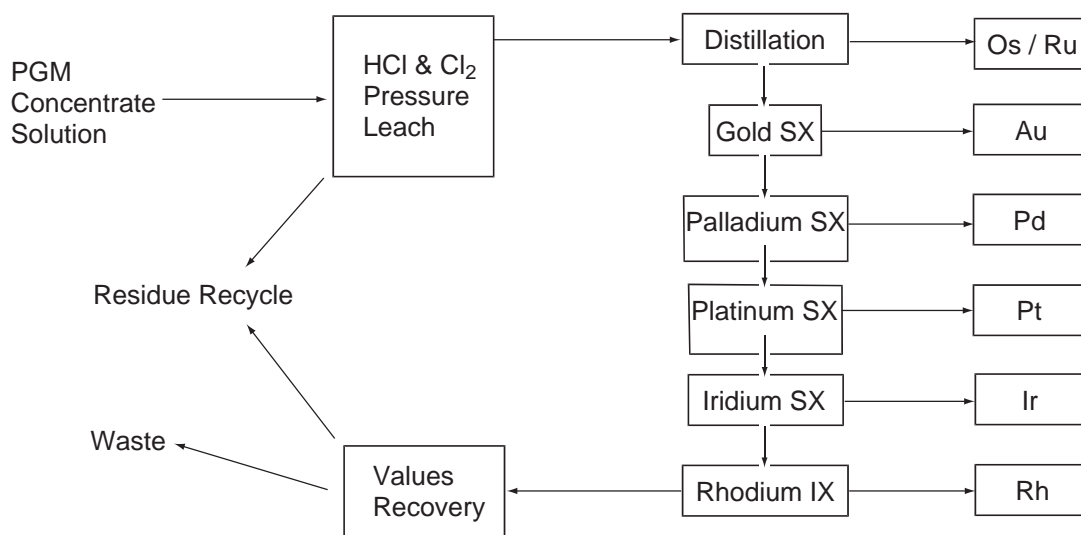 PGM
Concentrate
Solution
HCl & Cl₂
Pressure
Leach
Distillation
Os / Ru
Gold SX
Au
Palladium SX
Pd
Platinum SX
Pt
Iridium SX
Ir
Rhodium IX
Rh
Residue Recycle
Waste
Values
Recovery